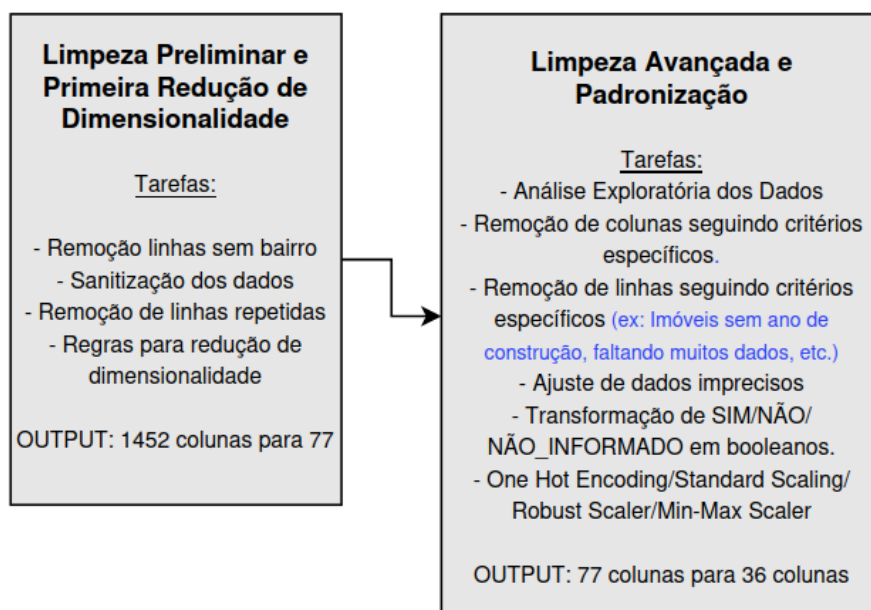 Limpeza Preliminar e
Primeira Redução de
Dimensionalidade
Tarefas:
- Remoção linhas sem bairro
- Sanitização dos dados
- Remoção de linhas repetidas
- Regras para redução de
dimensionalidade
OUTPUT: 1452 colunas para 77
Limpeza Avançada e
Padronização
Tarefas:
- Análise Exploratória dos Dados
- Remoção de colunas seguindo critérios
específicos.
- Remoção de linhas seguindo critérios
específicos (ex: Imóveis sem ano de
construção, faltando muitos dados, etc.)
- Ajuste de dados imprecisos
- Transformação de SIM/NÃO/
NÃO_INFORMADO em booleanos.
- One Hot Encoding/Standard Scaling/
Robust Scaler/Min-Max Scaler
OUTPUT: 77 colunas para 36 colunas